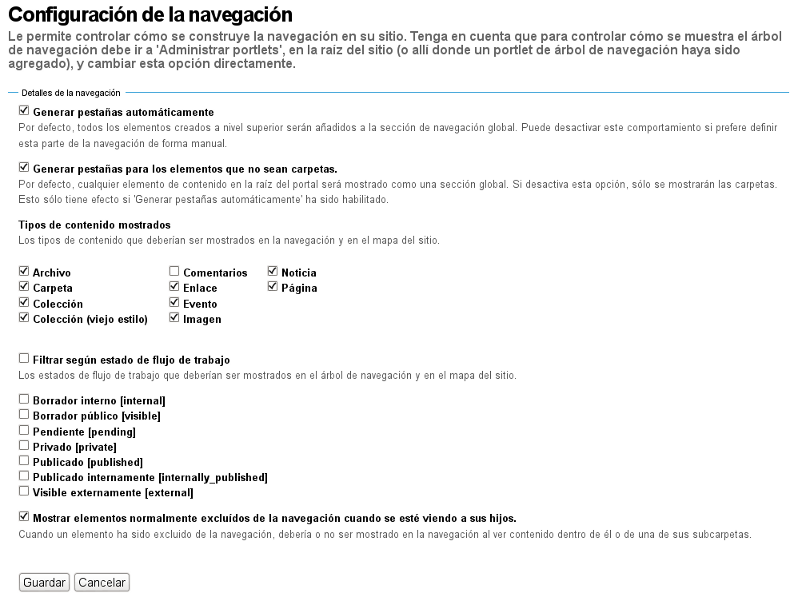 Configuración de la navegación
Le permite controlar cómo se construye la navegación en su sitio. Tenga en cuenta que para controlar cómo se muestra el árbol
de navegación debe ir a 'Administrar portlets', en la raíz del sitio (o allí donde un portlet de árbol de navegación haya sido
agregado), y cambiar esta opción directamente.
Detalles de la navegación
Generar pestañas automáticamente
Por defecto, todos los elementos creados a nivel superior serán añadidos a la sección de navegación global. Puede desactivar este comportamiento si prefere definir
esta parte de la navegación de forma manual.
Generar pestañas para los elementos que no sean carpetas.
Por defecto, cualquier elemento de contenido en la raíz del portal será mostrado como una sección global. Si desactiva esta opción, sólo se mostrarán las carpetas.
Esto sólo tiene efecto si 'Generar pestañas automáticamente' ha sido habilitado.
Tipos de contenido mostrados
Los tipos de contenido que deberían ser mostrados en la navegación y en el mapa del sitio.
Archivo Comentarios Noticia
Carpeta Enlace Página
Colección Evento
Colección (viejo estilo) Imagen
Filtrar según estado de flujo de trabajo
Los estados de flujo de trabajo que deberían ser mostrados en el árbol de navegación y en el mapa del sitio.
Borrador interno [internal]
Borrador público [visible]
Pendiente [pending]
Privado [private]
Publicado [published]
Publicado internamente [internally_published]
Visible externamente [external]
Mostrar elementos normalmente excluídos de la navegación cuando se esté viendo a sus hijos.
Cuando un elemento ha sido excluido de la navegación, debería o no ser mostrado en la navegación al ver contenido dentro de él o de una de sus subcarpetas.
Guardar Cancelar